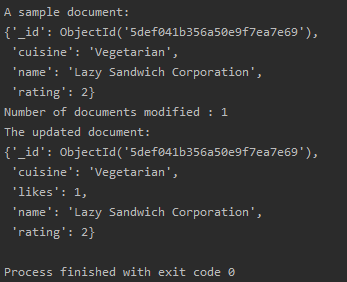 A sample document:
{'_id': ObjectId('5def041b356a50e9f7ea7e69'),
 'cuisine': 'Vegetarian',
 'name': 'Lazy Sandwich Corporation',
 'rating': 2}
Number of documents modified : 1
The updated document:
{'_id': ObjectId('5def041b356a50e9f7ea7e69'),
 'cuisine': 'Vegetarian',
 'likes': 1,
 'name': 'Lazy Sandwich Corporation',
 'rating': 2}
Process finished with exit code 0